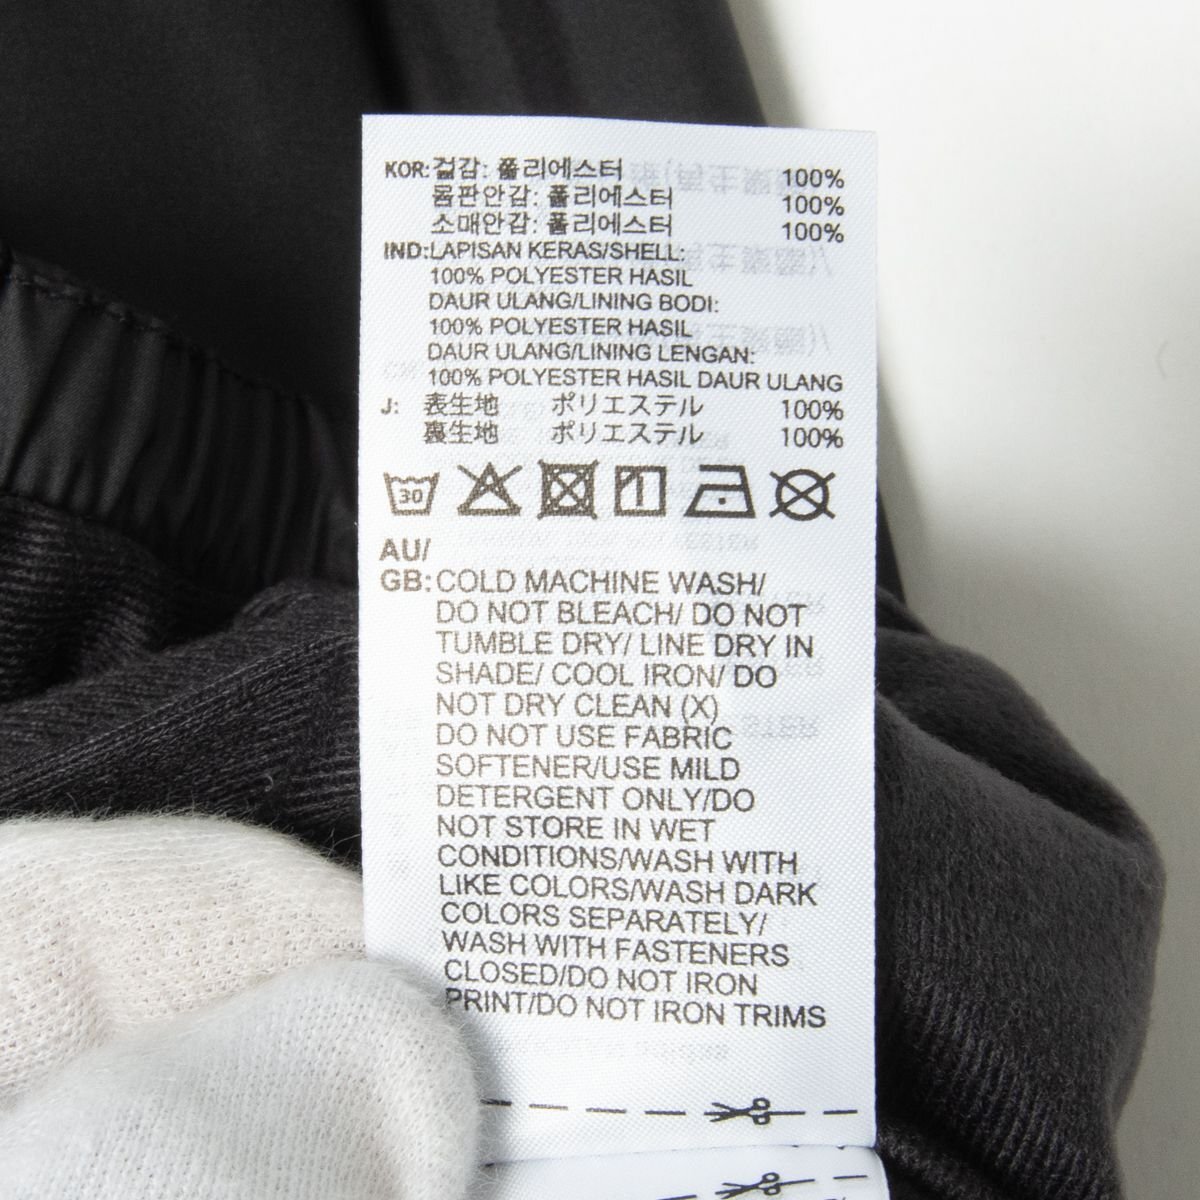 KOR: 겉감: 폴리에스터 100%
몸판안감: 폴리에스터 100%
소매안감: 폴리에스터 100%
IND: LAPISAN KERAS/SHELL:
100% POLYESTER HASIL
DAUR ULANG/LINING BODI:
100% POLYESTER HASIL
DAUR ULANG/LINING LENGAN:
100% POLYESTER HASIL DAUR ULANG
J: 表生地 ポリエステル 100%
裏生地 ポリエステル 100%
30
AU/
GB: COLD MACHINE WASH/
DO NOT BLEACH/ DO NOT
TUMBLE DRY/ LINE DRY IN
SHADE/ COOL IRON/ DO
NOT DRY CLEAN (X)
DO NOT USE FABRIC
SOFTENER/USE MILD
DETERGENT ONLY/DO
NOT STORE IN WET
CONDITIONS/WASH WITH
LIKE COLORS/WASH DARK
COLORS SEPARATELY/
WASH WITH FASTENERS
CLOSED/DO NOT IRON
PRINT/DO NOT IRON TRIMS